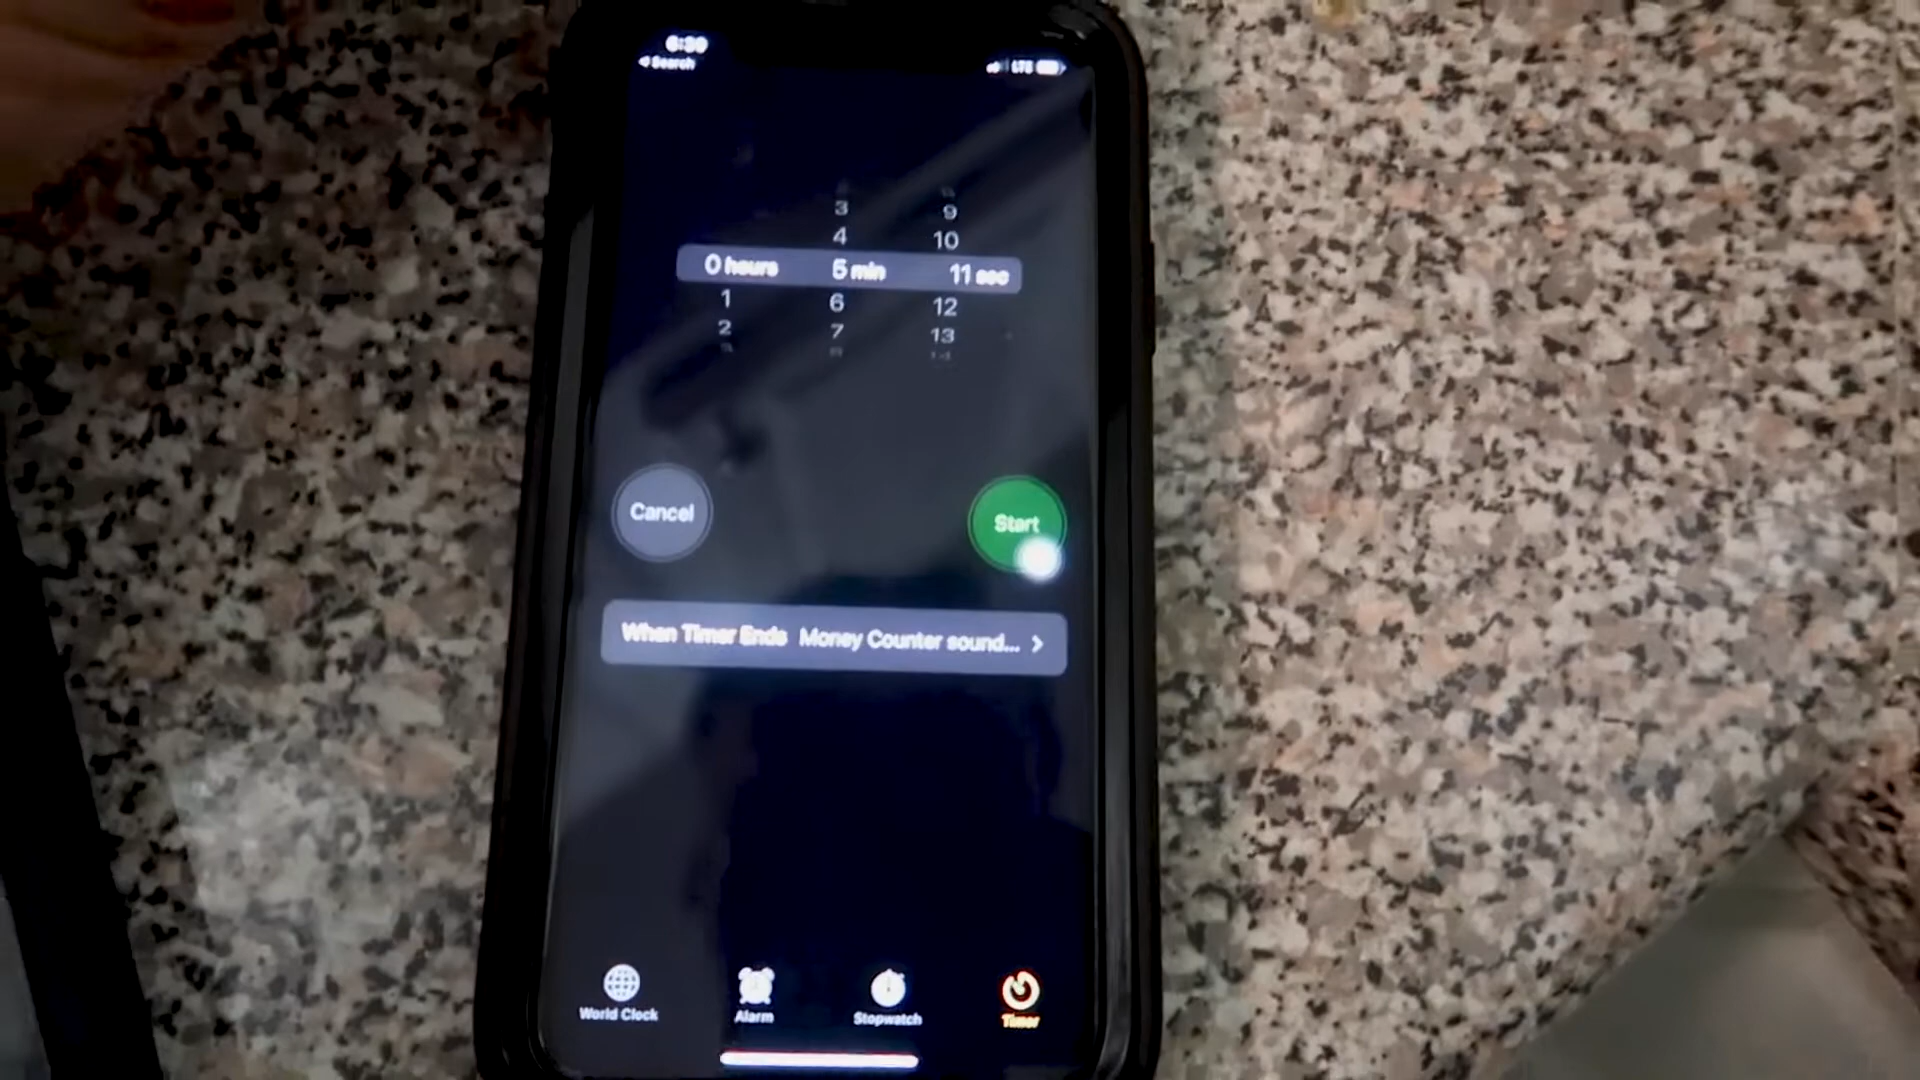 6:39
Search
LTE
3 9
4 10
0 hours 5 min 11 sec
1 6 12
2 7 13
Cancel
Start
When Timer Ends Money Counter sound...
World Clock
Alarm
Stopwatch
Timer